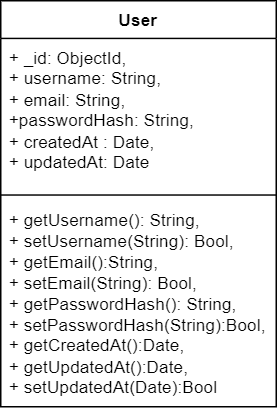 User
+ _id: ObjectId,
+ username: String,
+ email: String,
+passwordHash: String,
+ createdAt : Date,
+ updatedAt: Date
+ getUsername(): String,
+ setUsername(String): Bool,
+ getEmail():String,
+ setEmail(String): Bool,
+ getPasswordHash(): String,
+ setPasswordHash(String):Bool,
+ getCreatedAt():Date,
+ getUpdatedAt():Date,
+ setUpdatedAt(Date):Bool